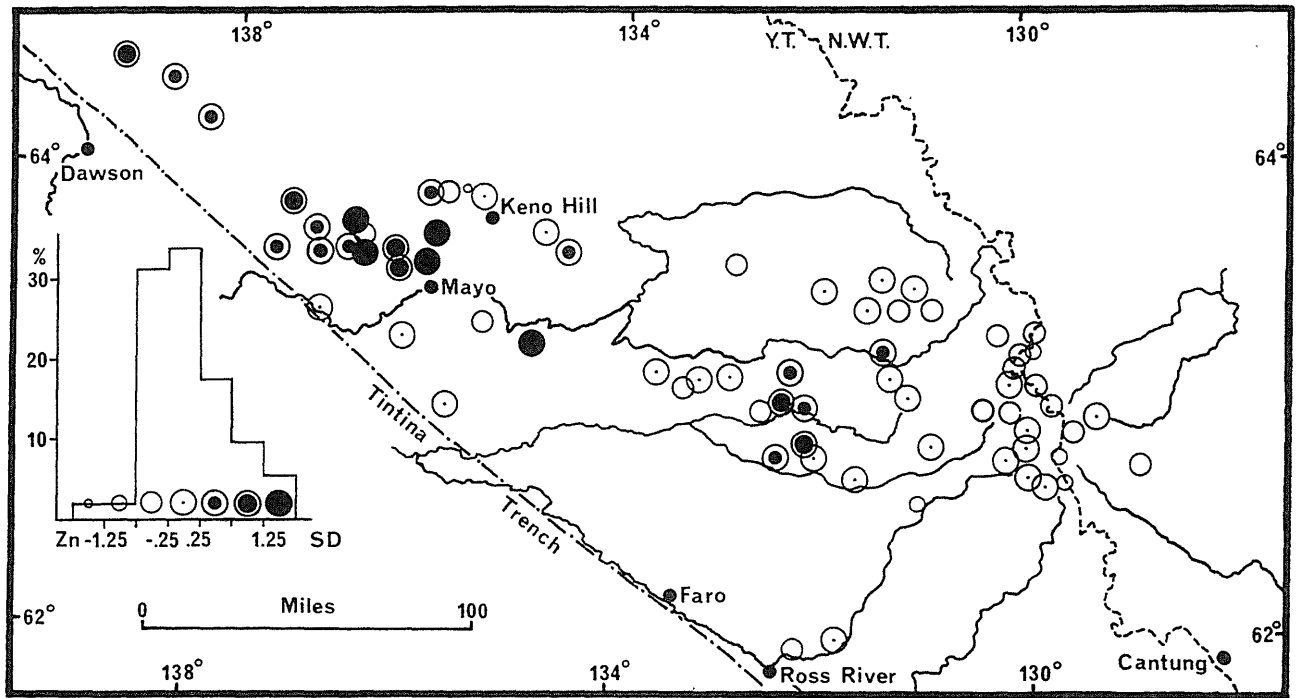 138° 134° 130°
Y.T. N.W.T.
64° 64°
Dawson
Keno Hill
%
30
Mayo
20
10
Tintina
Trench
Zn -1.25 -.25 .25 1.25 SD
Faro
0 Miles 100
62° 62°
Cantung
Ross River
138° 134° 130°